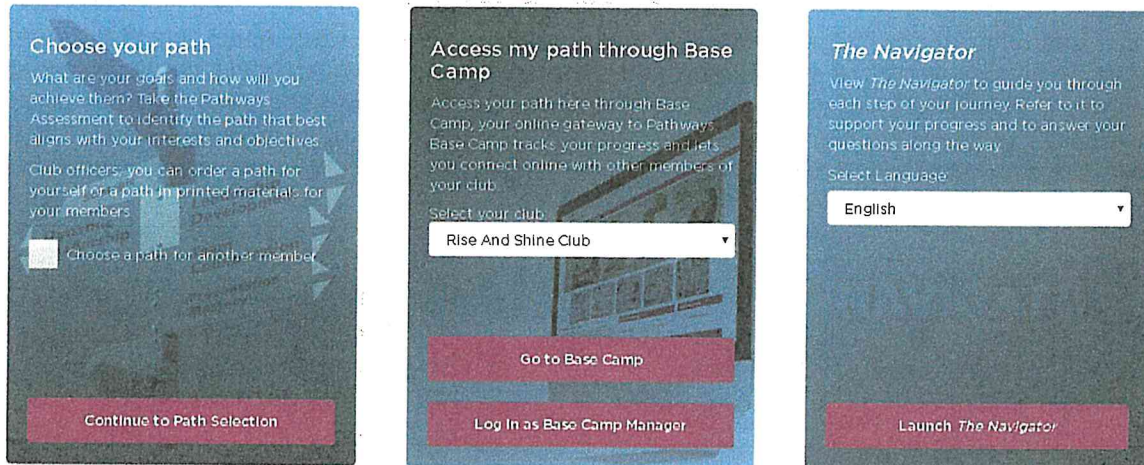 Choose your path
What are your goals and how will you
achieve them? Take the Pathways
Assessment to identify the path that best
aligns with your interests and objectives.
Club officers, you can order a path for
yourself or a path in printed materials for
your members
Choose a path for another member
Continue to Path Selection
Access my path through Base
Camp
Access your path here through Base
Camp, your online gateway to Pathways.
Base Camp tracks your progress and lets
you connect online with other members of
your club
Select your club
Rise And Shine Club
Go to Base Camp
Log in as Base Camp Manager
The Navigator
View The Navigator to guide you through
each step of your journey. Refer to it to
support your progress and to answer your
questions along the way.
Select Language:
English
Launch The Navigator